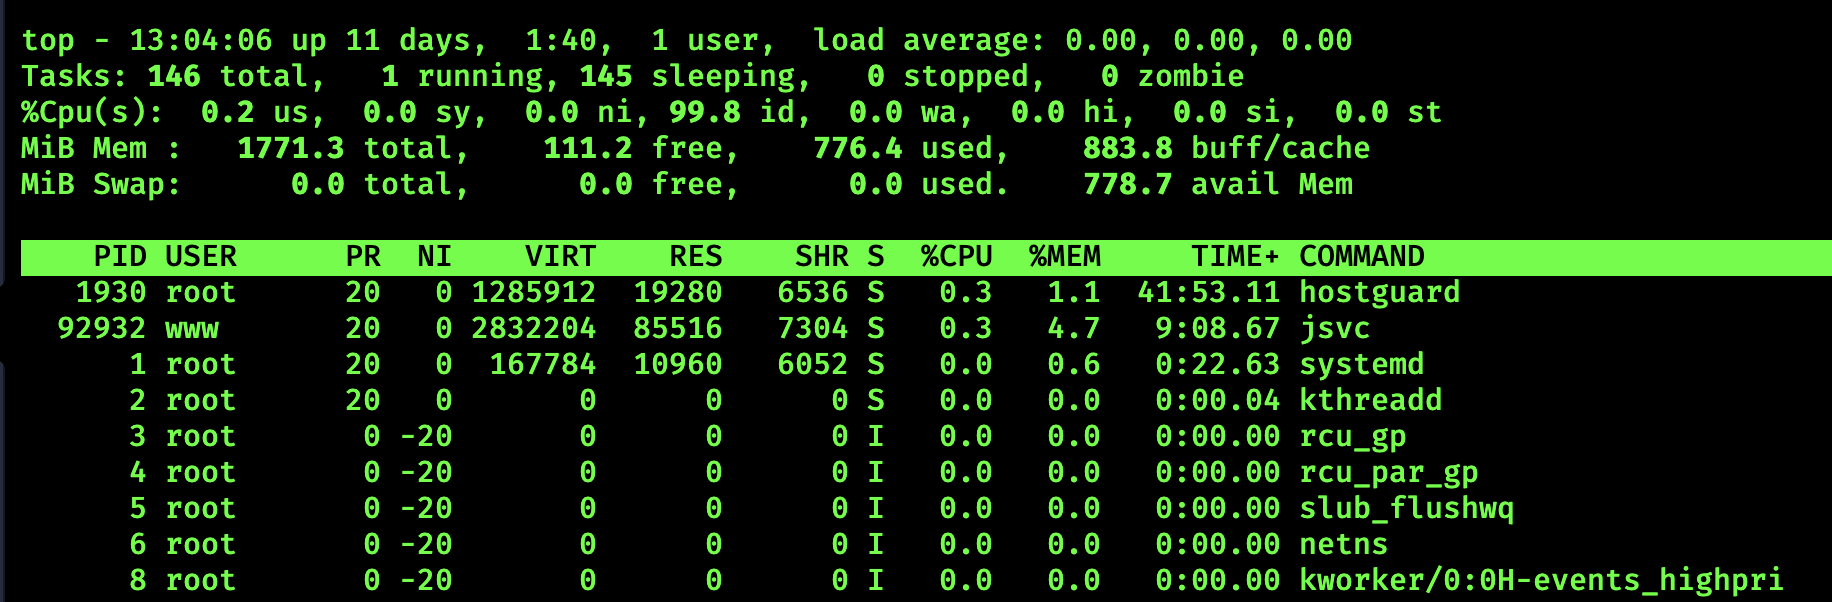 top - 13:04:06 up 11 days,  1:40,  1 user,  load average: 0.00, 0.00, 0.00
Tasks: 146 total,   1 running, 145 sleeping,   0 stopped,   0 zombie
%Cpu(s):  0.2 us,  0.0 sy,  0.0 ni, 99.8 id,  0.0 wa,  0.0 hi,  0.0 si,  0.0 st
MiB Mem :   1771.3 total,    111.2 free,    776.4 used,    883.8 buff/cache
MiB Swap:      0.0 total,      0.0 free,      0.0 used.    778.7 avail Mem
    PID USER      PR  NI    VIRT    RES    SHR S  %CPU  %MEM     TIME+ COMMAND
   1930 root      20   0 1285912  19280   6536 S   0.3   1.1  41:53.11 hostguard
  92932 www       20   0 2832204  85516   7304 S   0.3   4.7   9:08.67 jsvc
      1 root      20   0  167784  10960   6052 S   0.0   0.6   0:22.63 systemd
      2 root      20   0       0      0      0 S   0.0   0.0   0:00.04 kthreadd
      3 root       0 -20       0      0      0 I   0.0   0.0   0:00.00 rcu_gp
      4 root       0 -20       0      0      0 I   0.0   0.0   0:00.00 rcu_par_gp
      5 root       0 -20       0      0      0 I   0.0   0.0   0:00.00 slub_flushwq
      6 root       0 -20       0      0      0 I   0.0   0.0   0:00.00 netns
      8 root       0 -20       0      0      0 I   0.0   0.0   0:00.00 kworker/0:0H-events_highpri